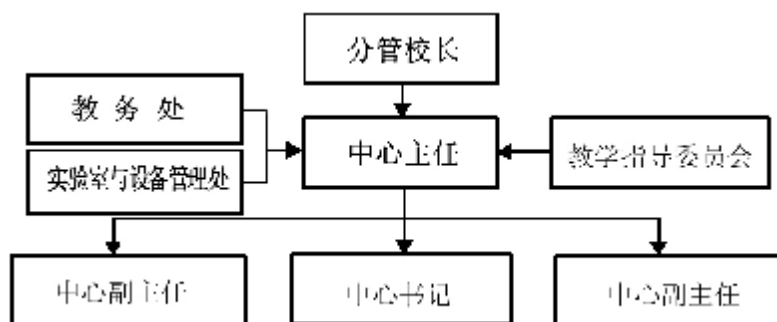 分管校长
教务处
中心主任
教学指导委员会
实验室与设备管理处
中心副主任
中心书记
中心副主任